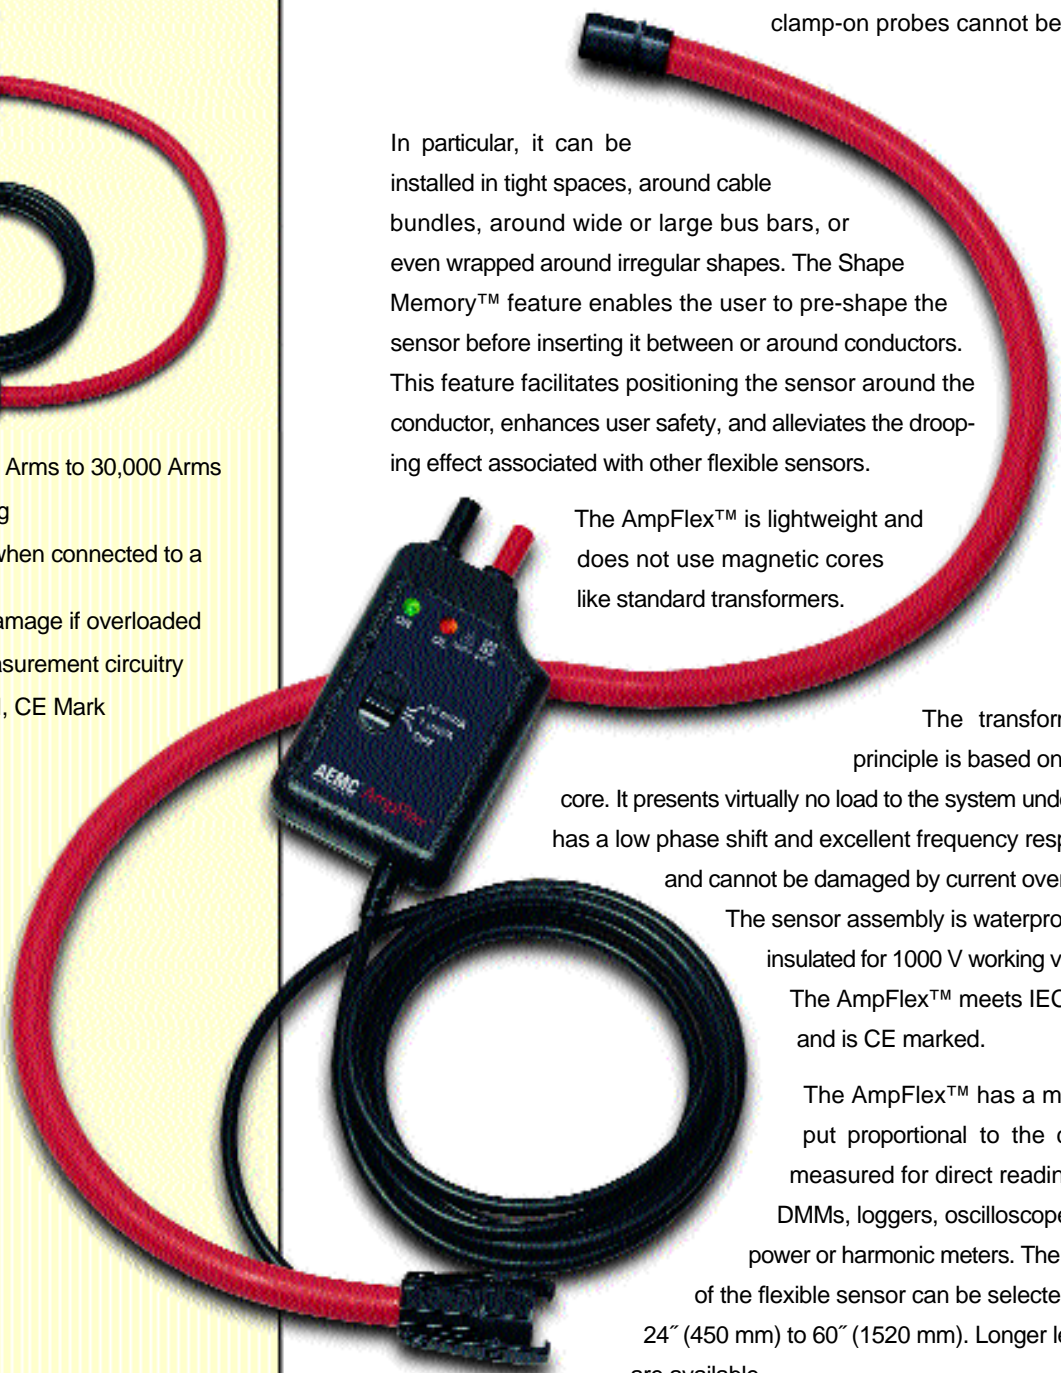 clamp-on probes cannot be
In particular, it can be
installed in tight spaces, around cable
bundles, around wide or large bus bars, or
even wrapped around irregular shapes. The Shape
Memory™ feature enables the user to pre-shape the
sensor before inserting it between or around conductors.
This feature facilitates positioning the sensor around the
conductor, enhances user safety, and alleviates the droop-
ing effect associated with other flexible sensors.
Arms to 30,000 Arms
g
when connected to a
amage if overloaded
asurement circuitry
, CE Mark
The AmpFlex™ is lightweight and
does not use magnetic cores
like standard transformers.
OFF
AEMC AmpFlex
The transform
principle is based on
core. It presents virtually no load to the system unde
has a low phase shift and excellent frequency resp
and cannot be damaged by current over
The sensor assembly is waterproo
insulated for 1000 V working v
The AmpFlex™ meets IEC
and is CE marked.
The AmpFlex™ has a m
put proportional to the c
measured for direct readin
DMMs, loggers, oscilloscope
power or harmonic meters. The
of the flexible sensor can be selecte
24˝ (450 mm) to 60˝ (1520 mm). Longer le
are available